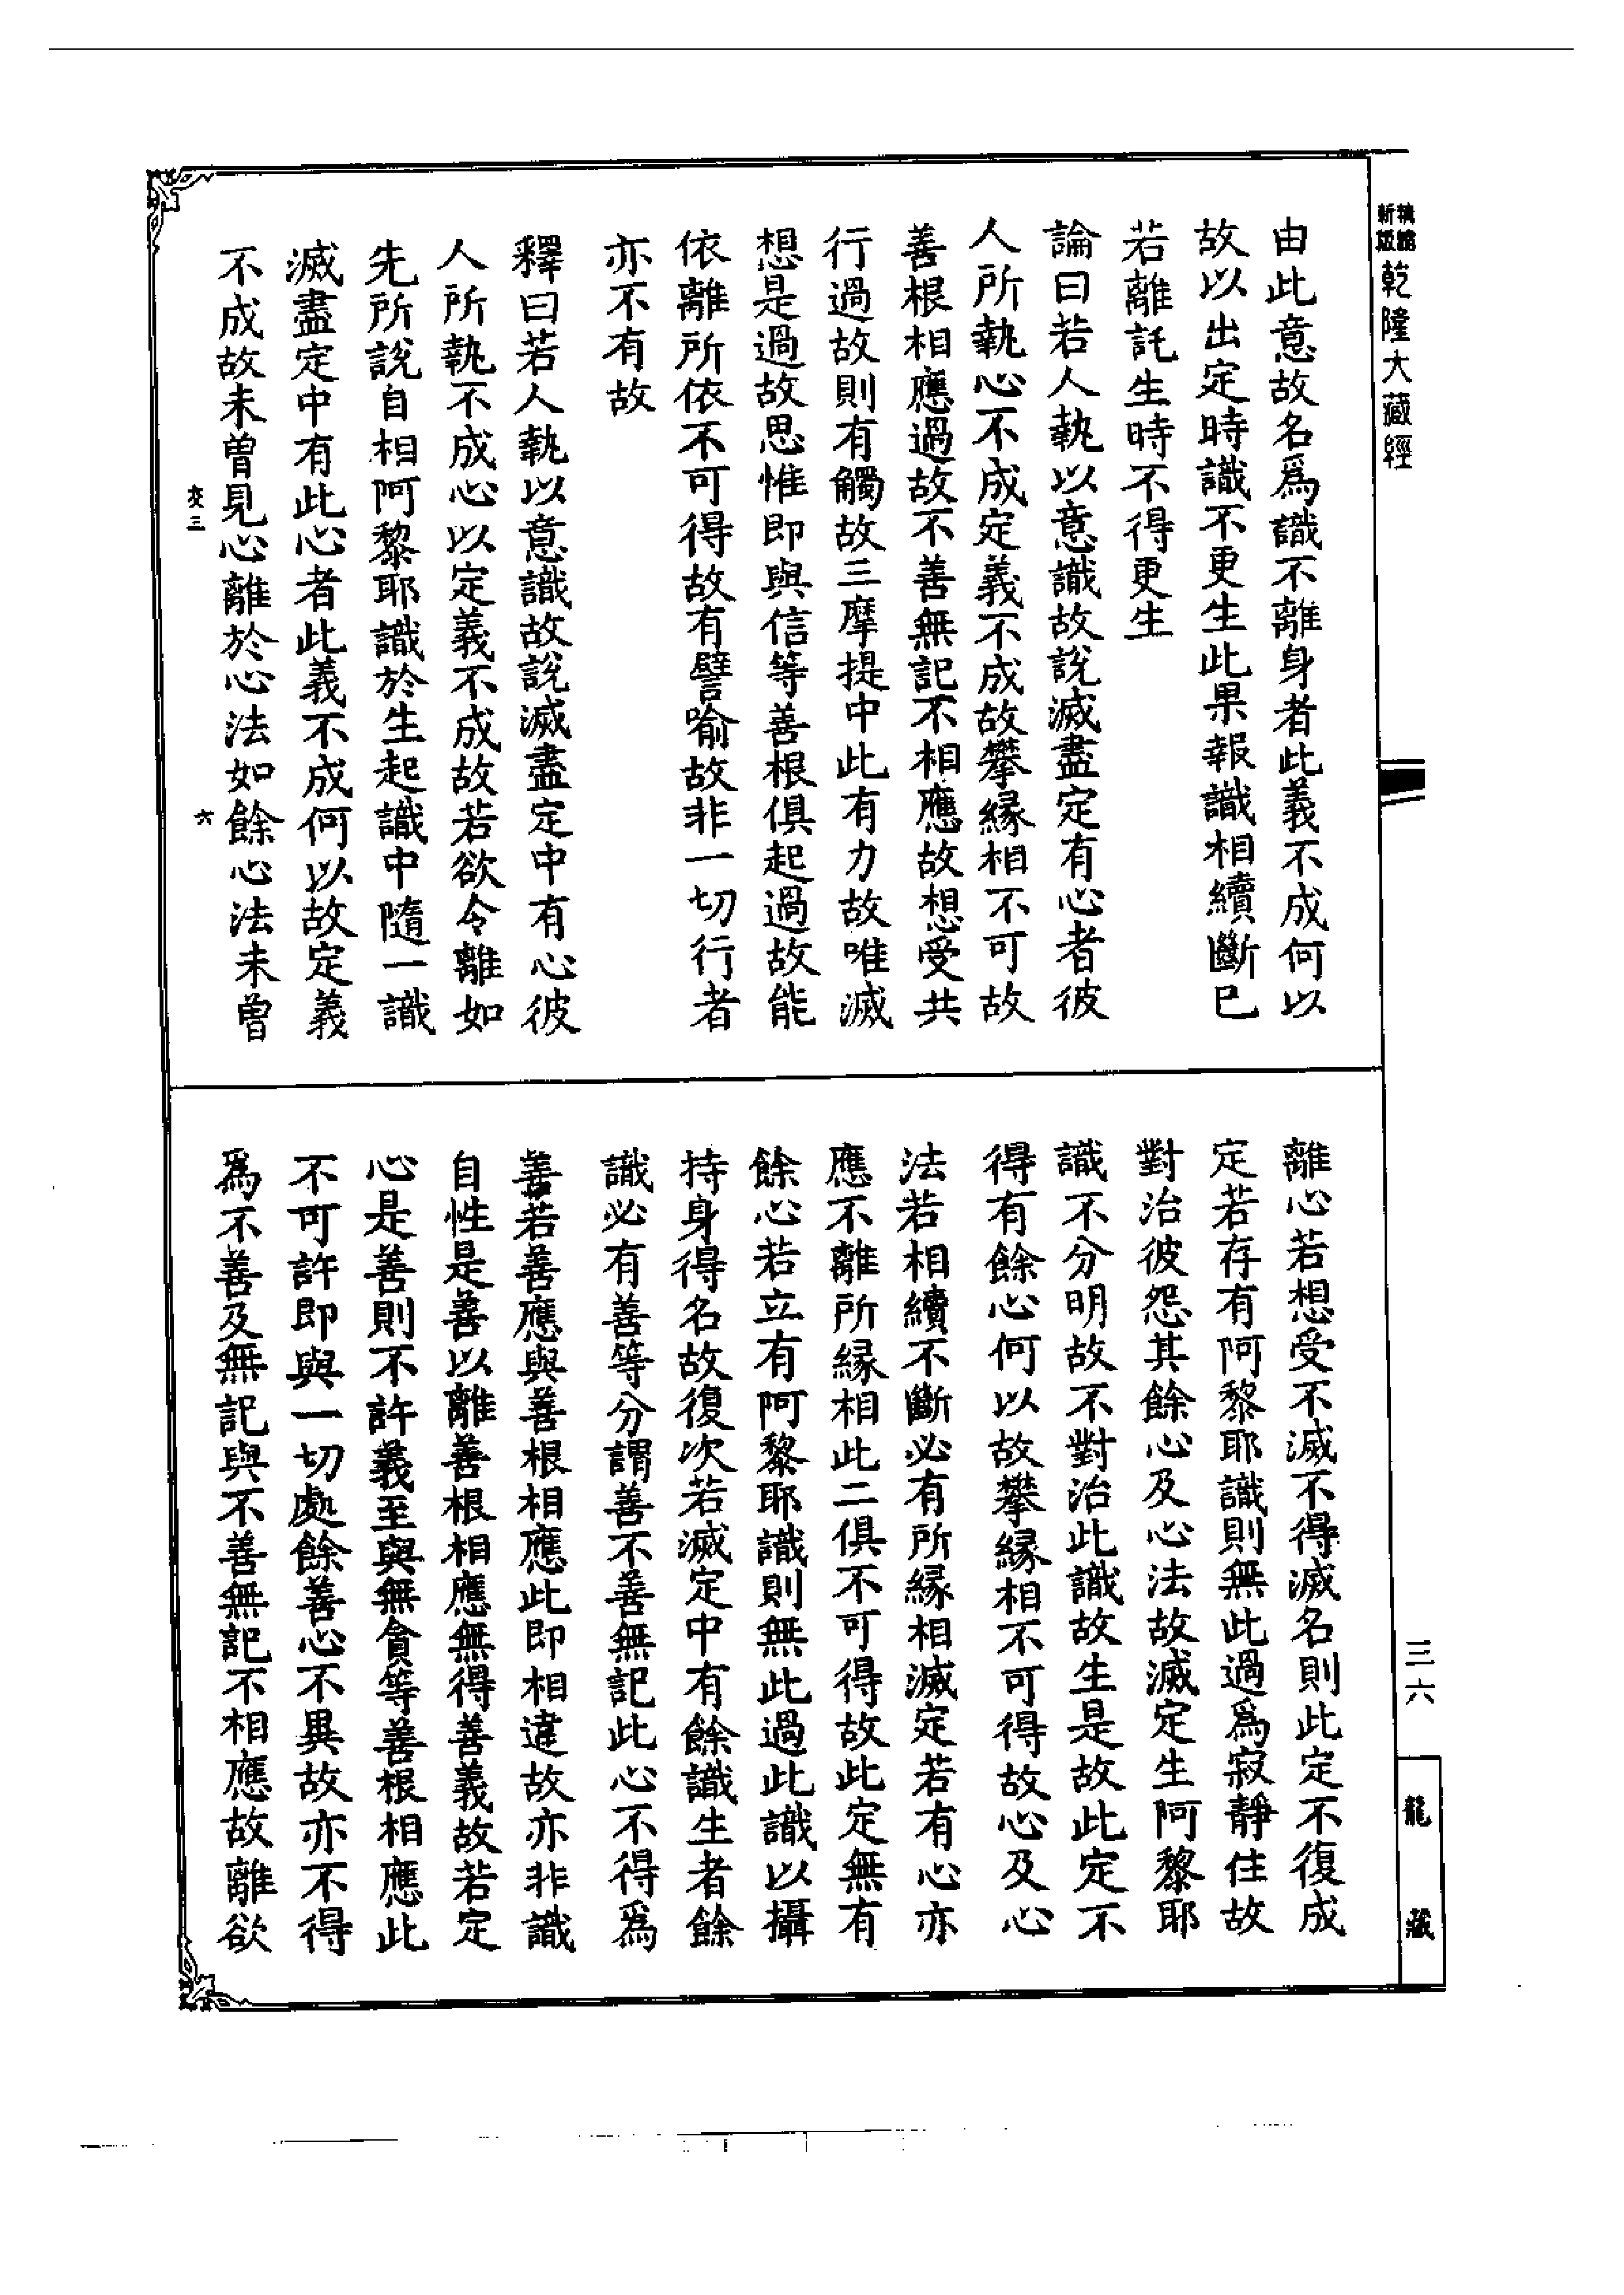 精縮
新版
乾隆大藏經
由此意故名爲識不離身者此義不成何以
故以出定時識不更生此果報識相續斷已
若離託生時不得更生
論曰若人執以意識故說滅盡定有心者彼
人所執心不成定義不成故攀緣相不可故
善根相應過故不善無記不相應故想受共
行過故則有觸故三摩提中此有力故唯滅
想是過故思惟即與信等善根俱起過故能
依離所依不可得故有譬喻故非一切行者
亦不有故
釋曰若人執以意識故說滅盡定中有心彼
人所執不成心以定義不成故若欲令離如
先所說自相阿黎耶識於生起識中隨一識
滅盡定中有此心者此義不成何以故定義
不成故未曾見心離於心法如餘心法未曾
六
離心若想受不滅不得滅名則此定不復成
定若存有阿黎耶識則無此過爲寂靜住故
對治彼怨其餘心及心法故滅定生阿黎耶
識不分明故不對治此識故生是故此定不
得有餘心何以故攀緣相不可得故心及心
法若相續不斷必有所緣相滅定若有心亦
應不離所緣相此二俱不可得故此定無有
餘心若立有阿黎耶識則無此過此識以攝
持身得名故復次若滅定中有餘識生者餘
識必有善等分謂善不善無記此心不得爲
善若善應與善根相應此即相違故亦非識
自性是善以離善根相應無得善義故若定
心是善則不許義至與無貪等善根相應此
不可許即與一切處餘善心不異故亦不得
爲不善及無記與不善無記不相應故離欲
三六
龍藏